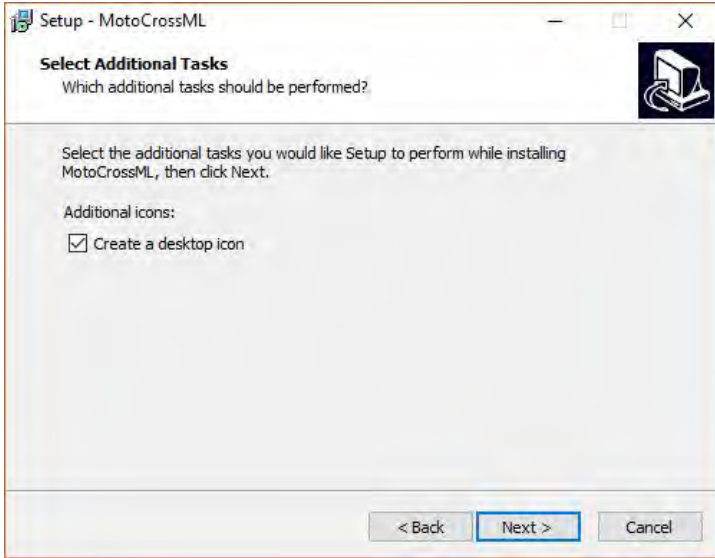 Setup - MotoCrossML
Select Additional Tasks
Which additional tasks should be performed?
Select the additional tasks you would like Setup to perform while installing
MotoCrossML, then click Next.
Additional icons:
Create a desktop icon
< Back Next > Cancel